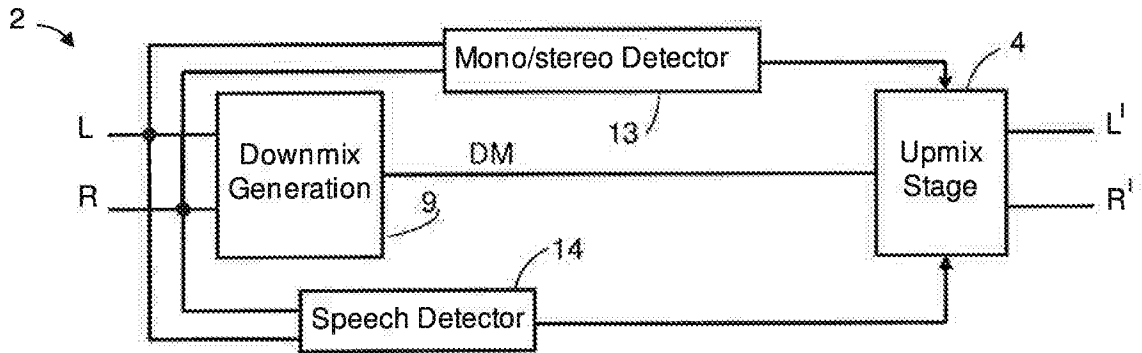 2
Mono/stereo Detector
4
13
L
Downmix
Generation
DM
Upmix
Stage
L'
R
9
R'
14
Speech Detector